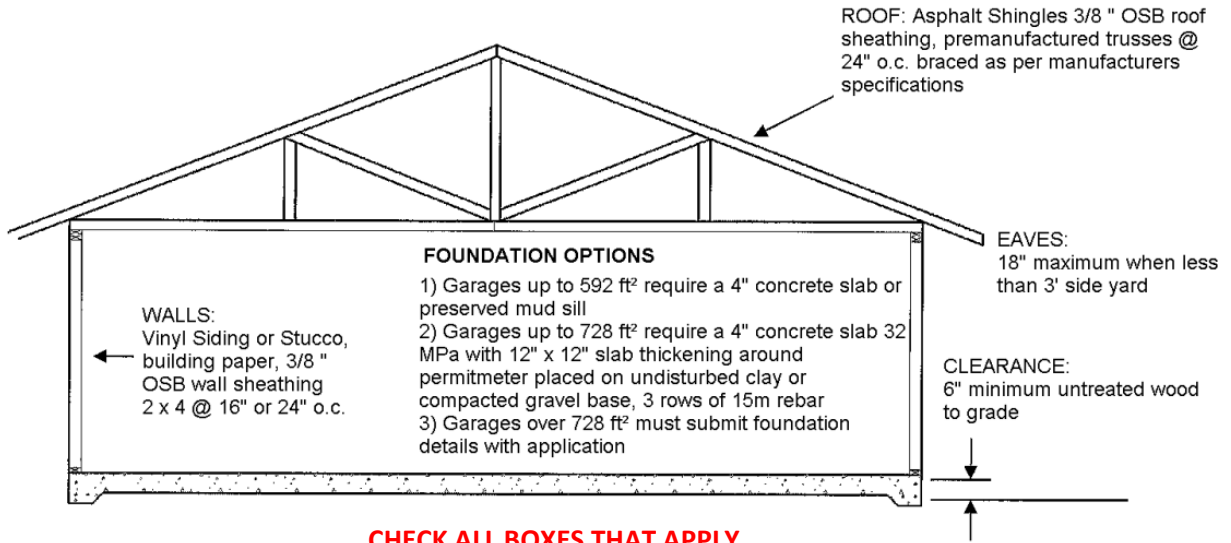 ROOF: Asphalt Shingles 3/8 " OSB roof
sheathing, premanufactured trusses @
24" o.c. braced as per manufacturers
specifications
EAVES:
18" maximum when less
than 3' side yard
FOUNDATION OPTIONS
1) Garages up to 592 ft² require a 4" concrete slab or
preserved mud sill
2) Garages up to 728 ft² require a 4" concrete slab 32
MPa with 12" x 12" slab thickening around
permitmeter placed on undisturbed clay or
compacted gravel base, 3 rows of 15m rebar
3) Garages over 728 ft² must submit foundation
details with application
WALLS:
Vinyl Siding or Stucco,
building paper, 3/8 "
OSB wall sheathing
2 x 4 @ 16" or 24" o.c.
CLEARANCE:
6" minimum untreated wood
to grade
CHECK ALL BOXES THAT APPLY